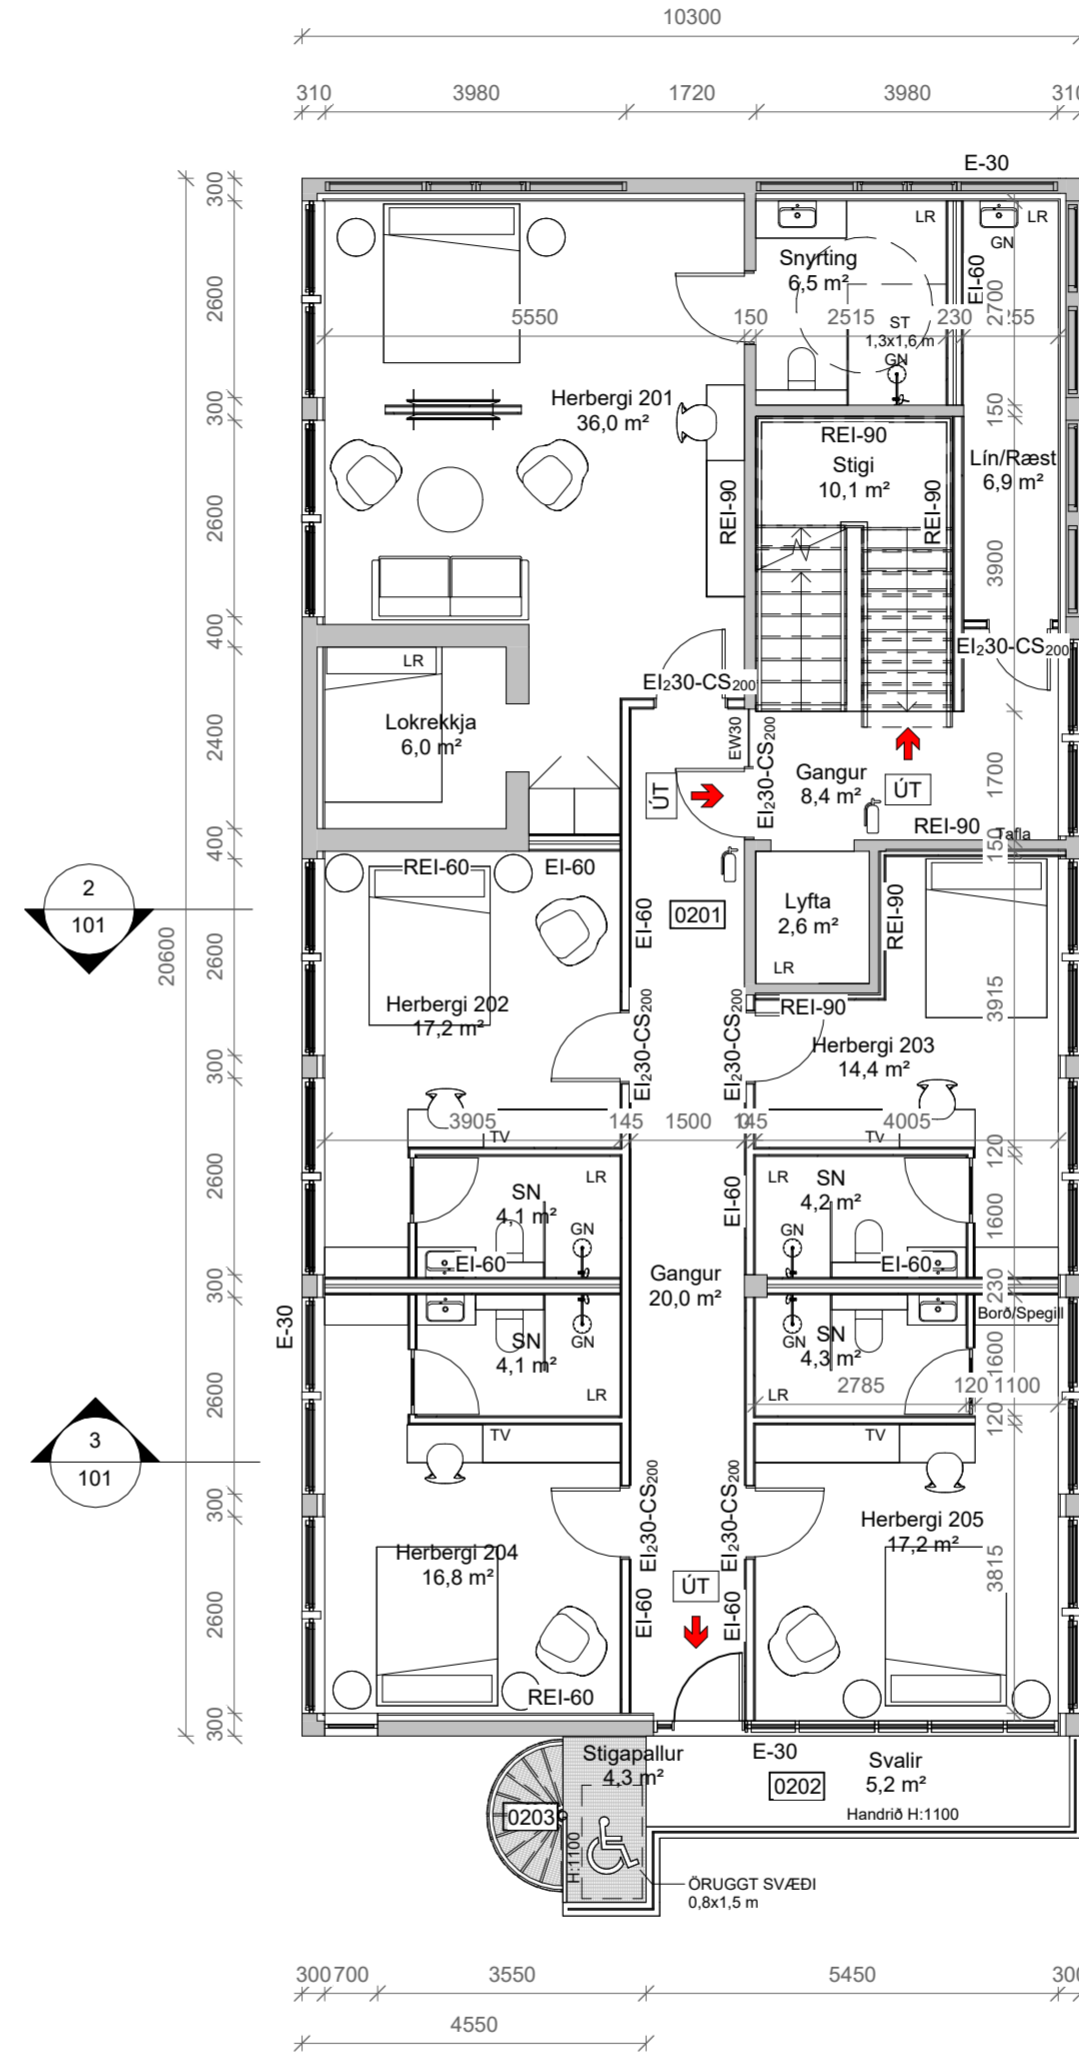 10300
310 3980 1720 3980 310
E-30
300
2600
300
2600
400
2400
400
2600
300
2600
300
2600
300
2600
300
20600
LR
LR
GN
Snyrting
6,5 m²
EI-60
2700
5550 150 2515 230
ST
1,3x1,6 m
GN
Herbergi 201
36,0 m²
150
REI-90
Stigi
10,1 m²
Lín/Ræst
6,9 m²
REI-90
REI-90
3900
LR
EI₂30-CS₂₀₀
EI₂30-CS₂₀₀
Lokrekkja
6,0 m²
EW30
EI₂30-CS₂₀₀
Gangur
8,4 m²
ÚT
ÚT
1700
REI-90
Tafla
150
2
101
REI-60
EI-60
EI-60
0201
Lyfta
2,6 m²
LR
REI-90
REI-90
3915
Herbergi 202
17,2 m²
EI₂30-CS₂₀₀
EI₂30-CS₂₀₀
Herbergi 203
14,4 m²
3905 145 1500 145 4005
TV
TV
120
LR
LR
SN
4,1 m²
SN
4,2 m²
EI-60
1600
GN
GN
EI-60
EI-60
Gangur
20,0 m²
230
Borð/Spegill
E-30
SN
4,1 m²
GN
GN
SN
4,3 m²
1600
2785 120 1100
LR
LR
120
TV
TV
3
101
EI₂30-CS₂₀₀
EI₂30-CS₂₀₀
Herbergi 204
16,8 m²
Herbergi 205
17,2 m²
3815
ÚT
EI-60
EI-60
REI-60
Stigapallur
4,3 m²
E-30
Svalir
5,2 m²
0202
0203
Handrið H:1100
H:1100
ÖRUGGT SVÆÐI
0,8x1,5 m
300 700 3550 5450 300
4550